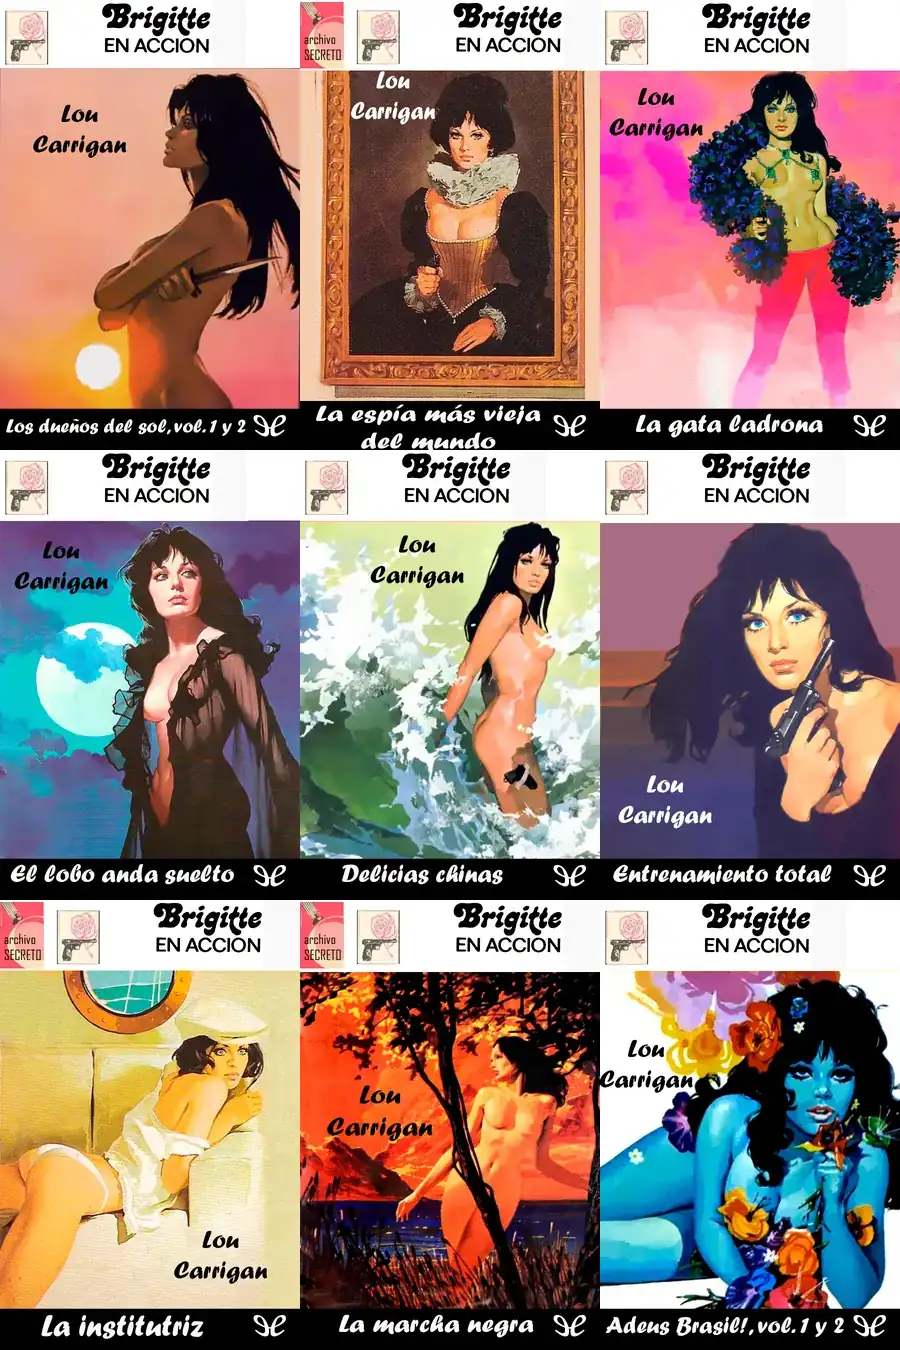 Brigitte
EN ACCION
Lou
Carrigan
Los dueños del sol, vol. 1 y 2
archivo
SECRETO
Brigitte
EN ACCION
Lou
Carrigan
La espía más vieja
del mundo
Brigitte
EN ACCION
Lou
Carrigan
La gata ladrona
Brigitte
EN ACCION
Lou
Carrigan
El lobo anda suelto
Brigitte
EN ACCION
Lou
Carrigan
Delicias chinas
Brigitte
EN ACCION
Lou
Carrigan
Entrenamiento total
archivo
SECRETO
Brigitte
EN ACCION
Lou
Carrigan
La institutriz
archivo
SECRETO
Brigitte
EN ACCION
Lou
Carrigan
La marcha negra
Brigitte
EN ACCION
Lou
Carrigan
Adeus Brasil!, vol. 1 y 2